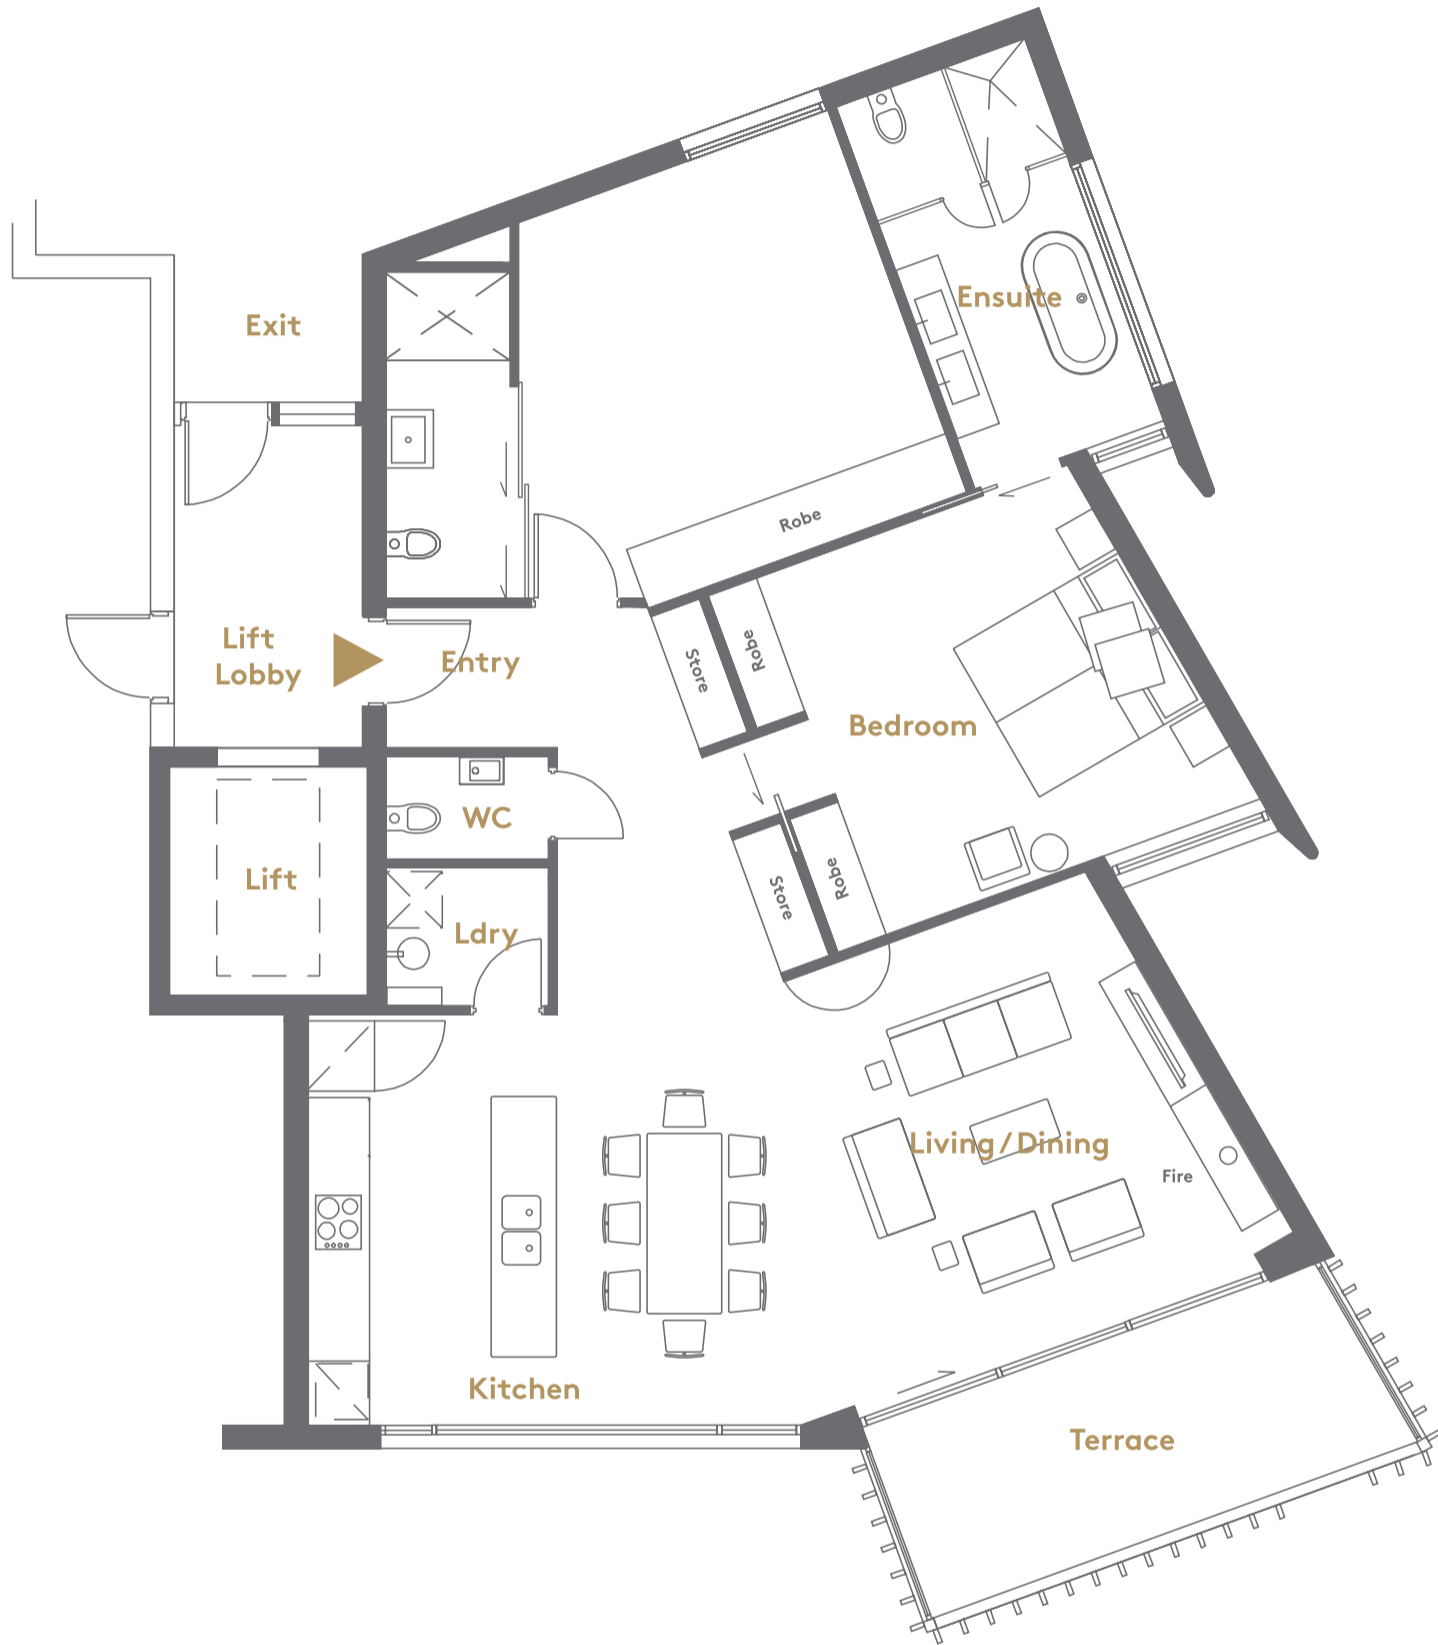 Exit
Ensuite
Robe
Lift
Lobby
Entry
Store
Robe
Bedroom
WC
Lift
Ldry
Store
Robe
Living/Dining
Fire
Kitchen
Terrace